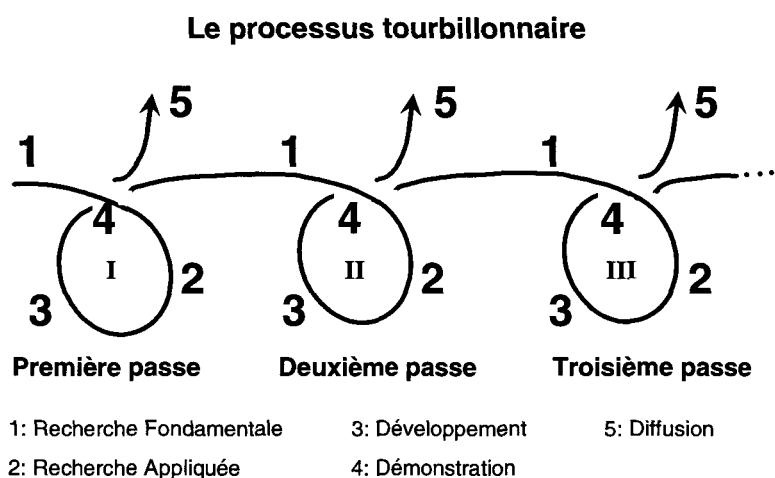 Le processus tourbillonnaire
5 5 5
1 1 1
4 4 4
I II III
2 2 2
3 3 3
...
Première passe Deuxième passe Troisième passe
1: Recherche Fondamentale 3: Développement 5: Diffusion
2: Recherche Appliquée 4: Démonstration